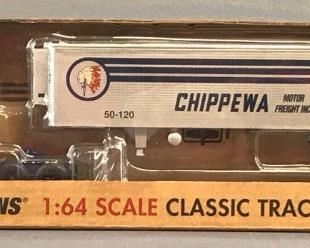 CHIPPEWA MOTOR
FREIGHT INC
50-120
1:64 SCALE CLASSIC TRAC